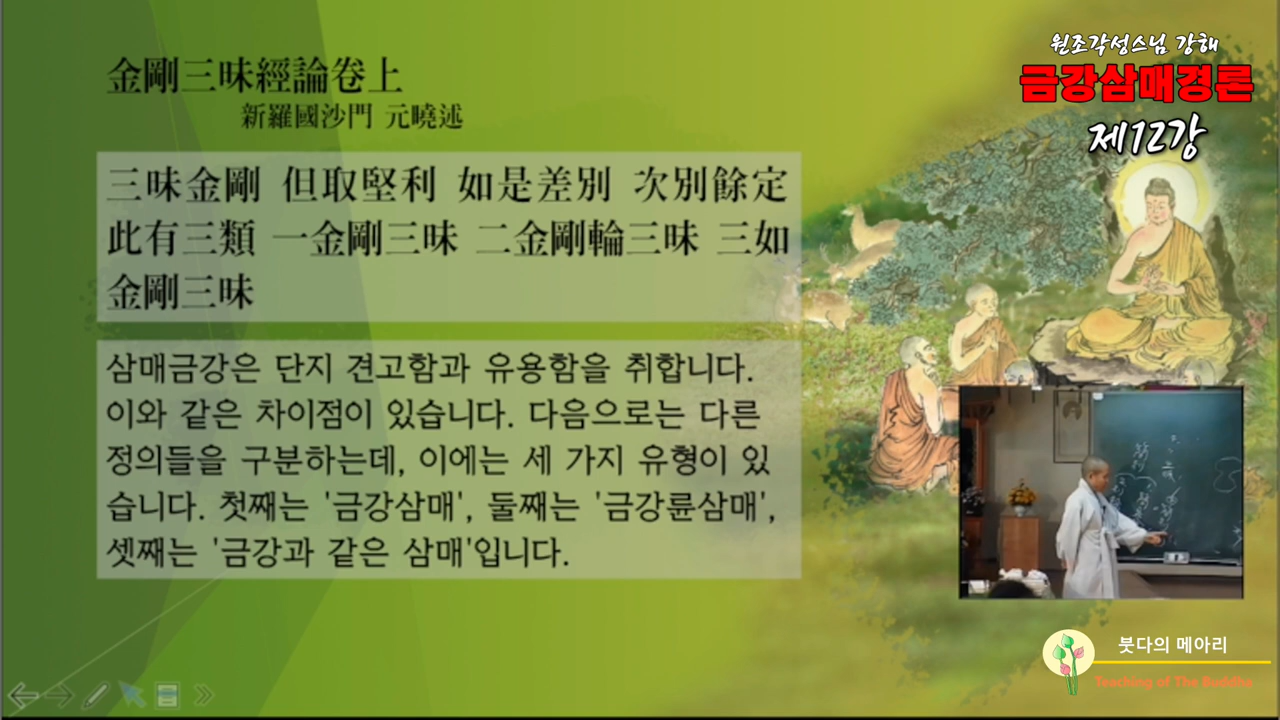 金剛三昧經論卷上
新羅國沙門 元曉述
三昧金剛 但取堅利 如是差別 次別餘定
此有三類 一金剛三昧 二金剛輪三昧 三如
金剛三昧
삼매금강은 단지 견고함과 유용함을 취합니다.
이와 같은 차이점이 있습니다. 다음으로는 다른
정의들을 구분하는데, 이에는 세 가지 유형이 있
습니다. 첫째는 '금강삼매', 둘째는 '금강륜삼매',
셋째는 '금강과 같은 삼매'입니다.
원조각성스님 강해
금강삼매경론
제12강
붓다의 메아리
Teaching of The Buddha